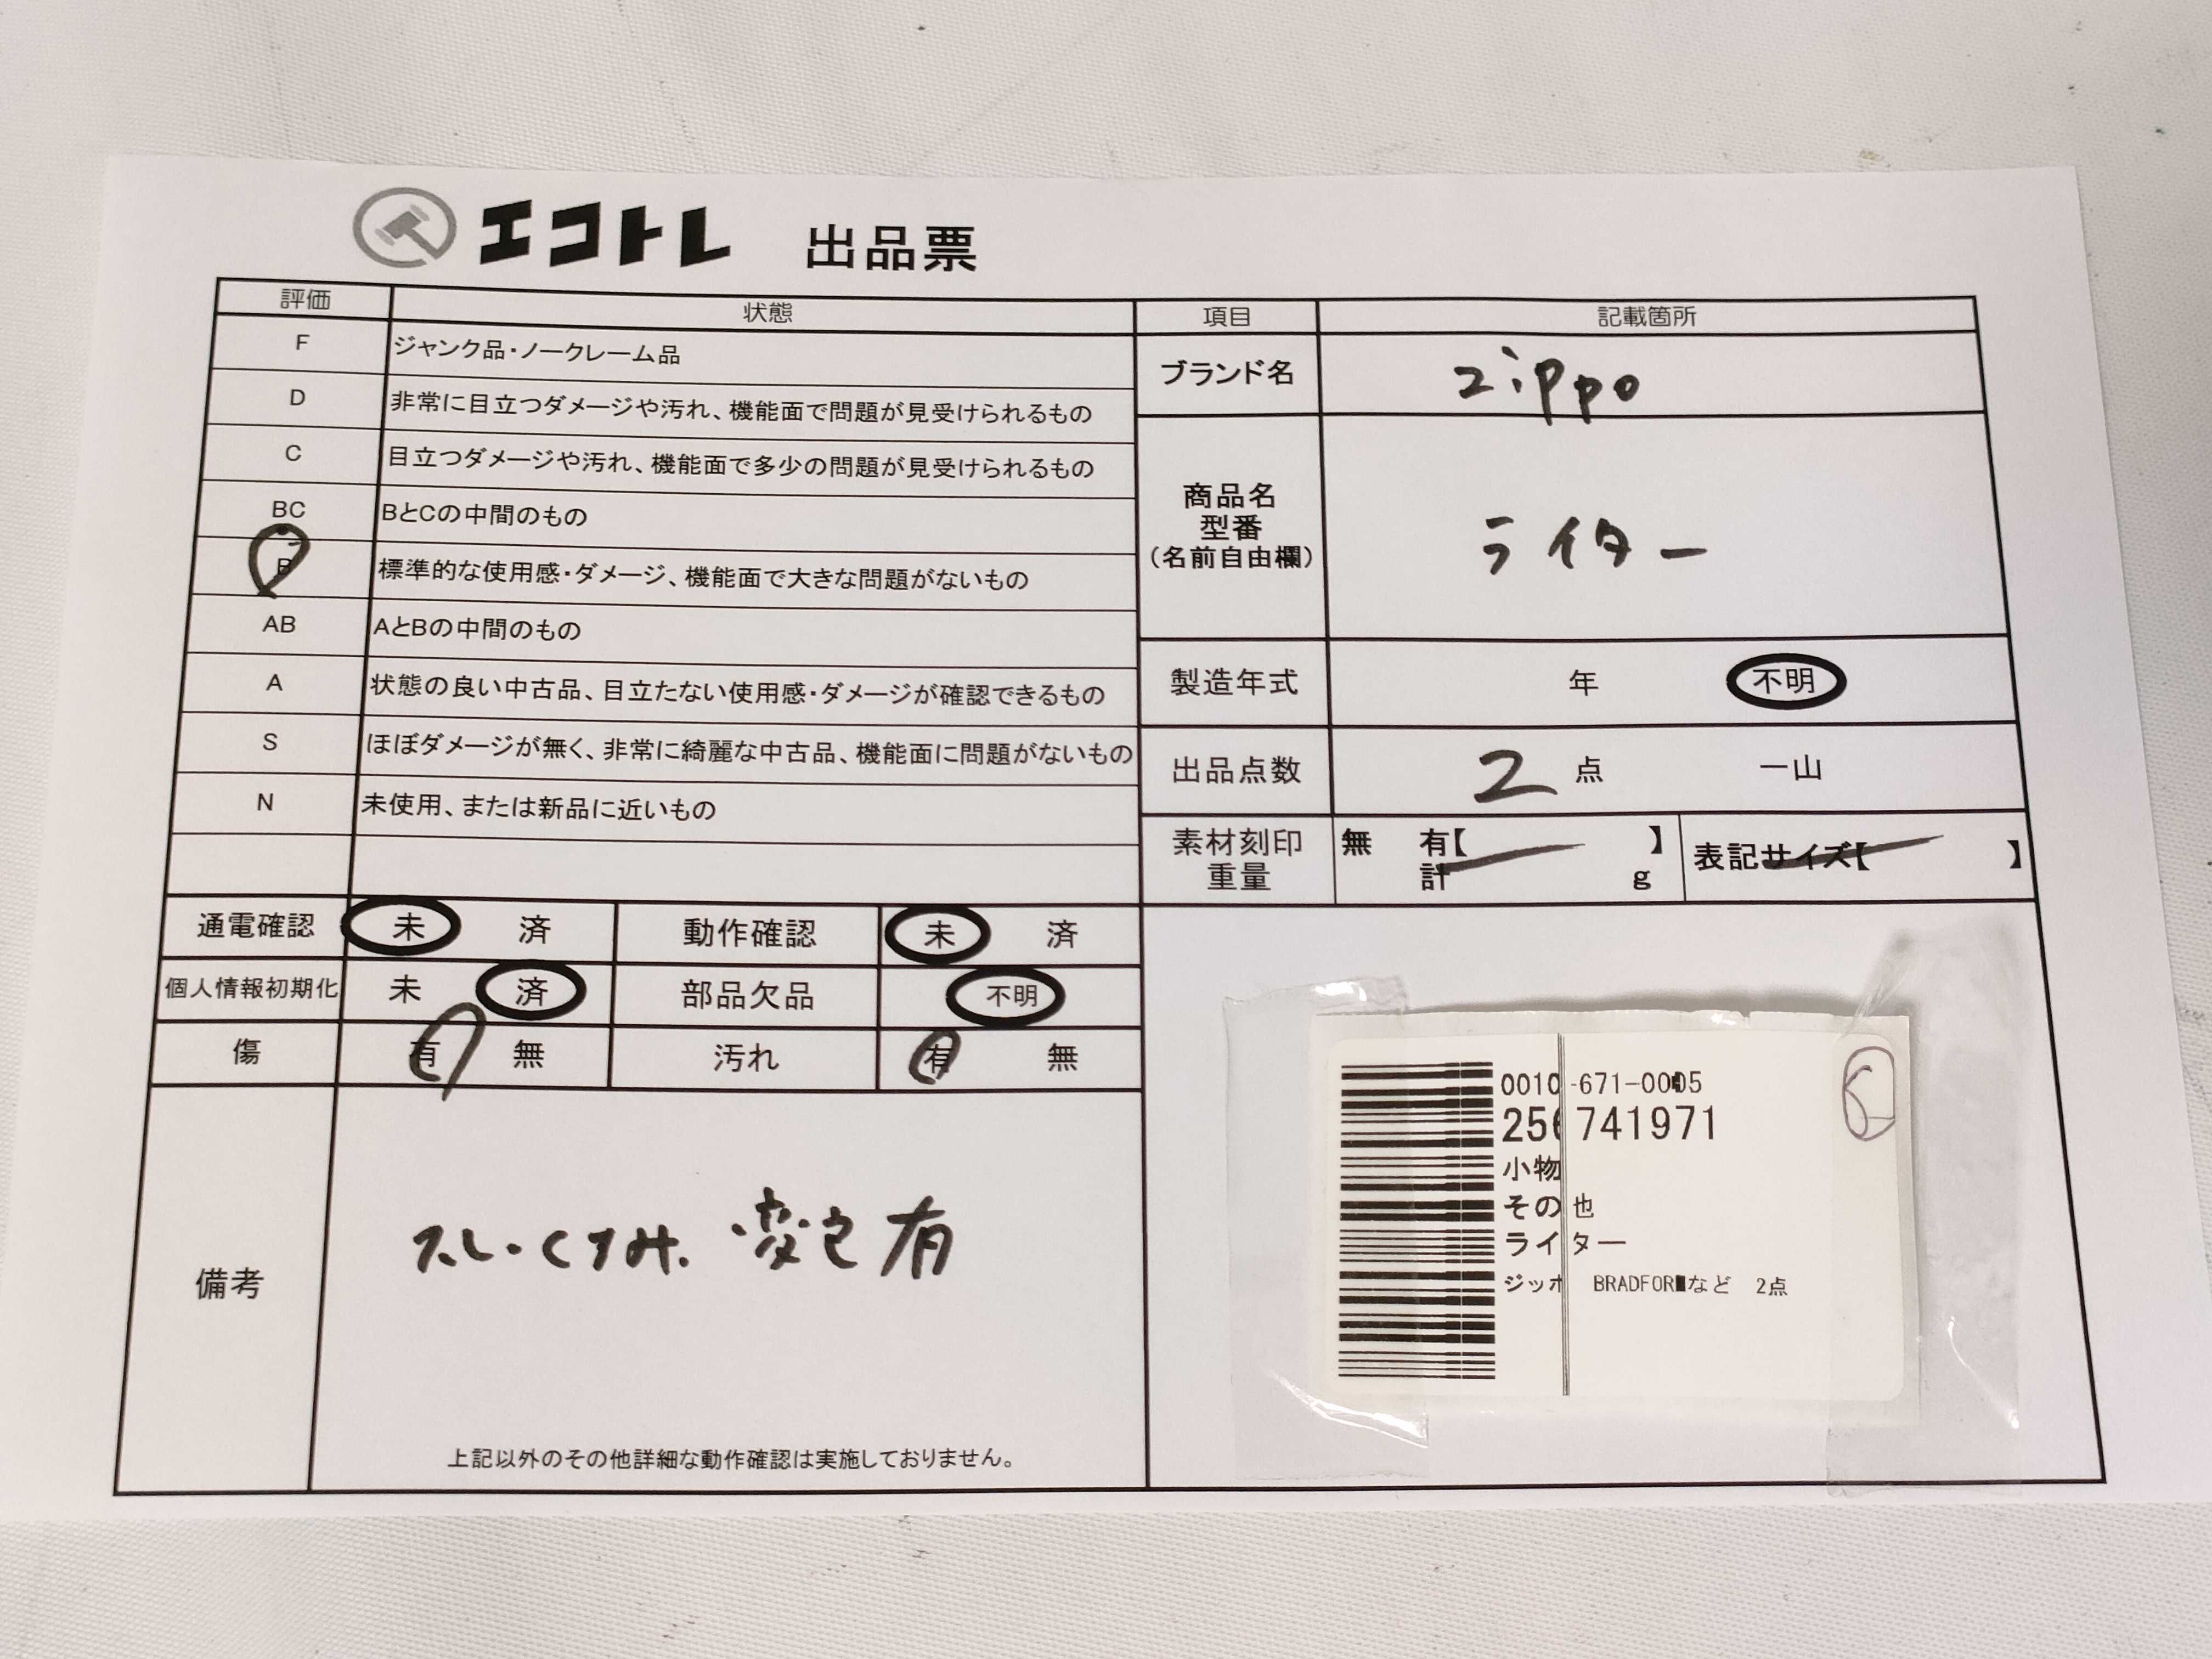 エコトレ 出品票
評価 状態
F ジャンク品・ノークレーム品
D 非常に目立つダメージや汚れ、機能面で問題が見受けられるもの
C 目立つダメージや汚れ、機能面で多少の問題が見受けられるもの
BC BとCの中間のもの
B 標準的な使用感・ダメージ、機能面で大きな問題がないもの
AB AとBの中間のもの
A 状態の良い中古品、目立たない使用感・ダメージが確認できるもの
S ほぼダメージが無く、非常に綺麗な中古品、機能面に問題がないもの
N 未使用、または新品に近いもの
項目 記載箇所
ブランド名 zippo
商品名
型番
(名前自由欄)
ライター
製造年式 年 不明
出品点数 2 点 一山
素材刻印 無 有【 】
重量 計 g
表記サイズ【 】
通電確認 未 済 動作確認 未 済
個人情報初期化 未 済 部品欠品 不明
傷 有 無 汚れ 有 無
備考
スレ・くすみ、変色有
上記以外のその他詳細な動作確認は実施しておりません。
0010-671-0005
256741971
小物
その他
ライター
ジッポ BRADFORなど 2点